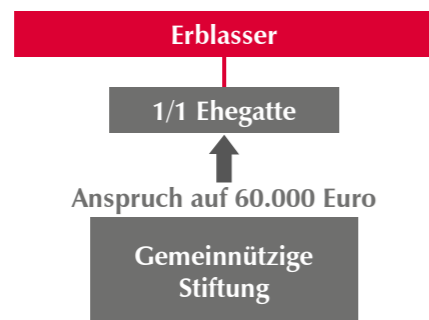 Erblasser
1/1 Ehegatte
Anspruch auf 60.000 Euro
Gemeinnützige
Stiftung